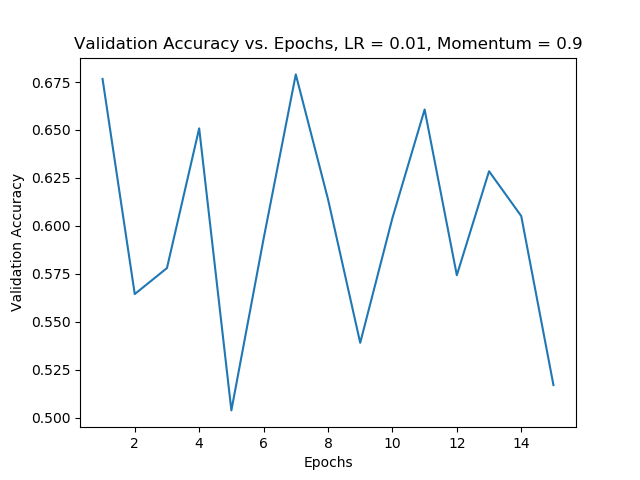 Validation Accuracy vs. Epochs, LR = 0.01, Momentum = 0.9
0.675
0.650
0.625
0.600
0.575
0.550
0.525
0.500
Validation Accuracy
2 4 6 8 10 12 14
Epochs